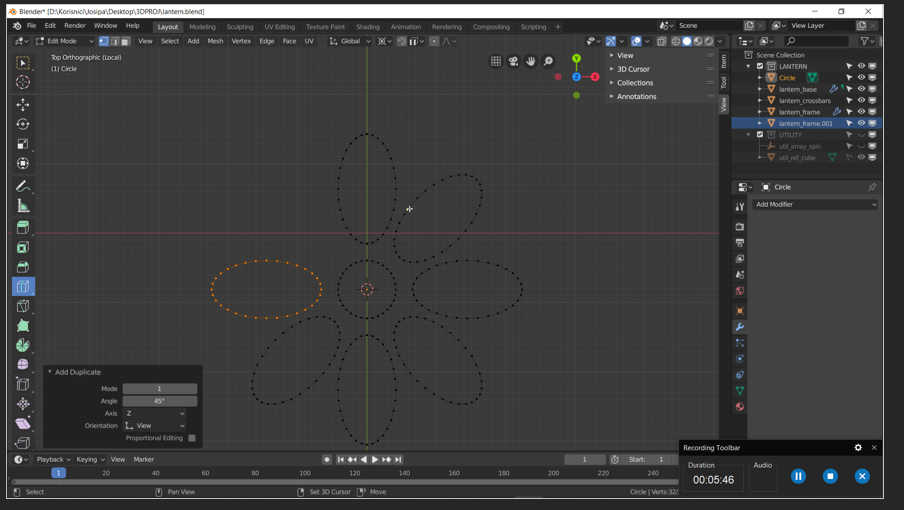 Blender* [D:\Korisnic\Josipa\Desktop\3DPROJ\lantern.blend]
File Edit Render Window Help Layout Modeling Sculpting UV Editing Texture Paint Shading Animation Rendering Compositing Scripting + Scene View Layer
Edit Mode View Select Add Mesh Vertex Edge Face UV Global
Top Orthographic (Local)
(1) Circle
Y
Z
X
View
3D Cursor
Collections
Annotations
Item
Tool
View
Scene Collection
LANTERN
Circle
lantern_base
lantern_crossbars
lantern_frame
lantern_frame.001
UTILITY
util_array_spin
util_ref_cube
Circle
Add Modifier
Add Duplicate
Mode 1
Angle 45°
Axis Z
Orientation View
Proportional Editing
Playback Keying View Marker 1 Start: 1
1 20 40 60 80 100 120 140 160 180 200 220 240
Select Pan View Set 3D Cursor Move Circle | Verts:32/
Recording Toolbar
Duration
00:05:46
Audio